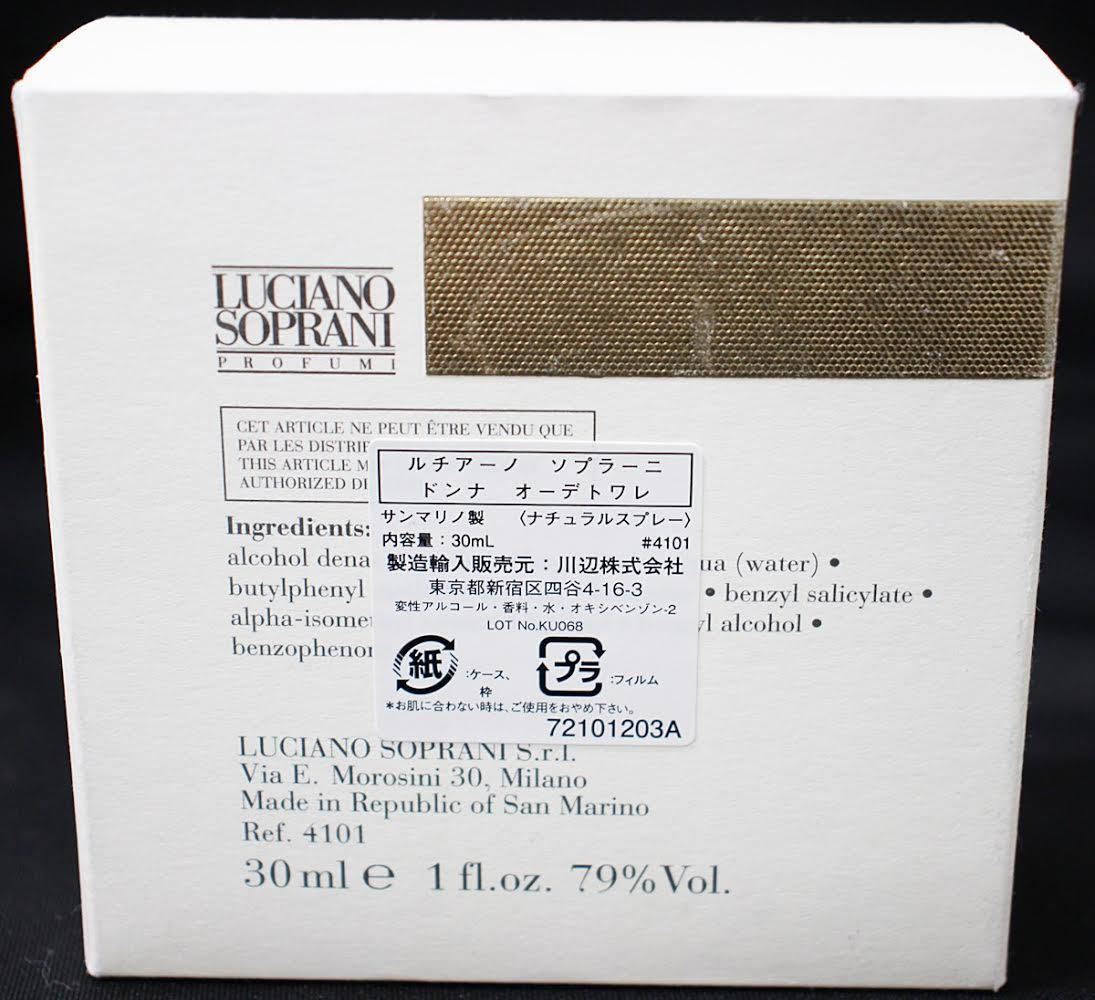 LUCIANO
SOPRANI
PROFUMI
CET ARTICLE NE PEUT ÊTRE VENDU QUE
PAR LES
THIS ARTICLE
AUTHORIZED
ルチアーノ ソプラーニ
ドンナ オーデトワレ
サンマリノ製 〈ナチュラルスプレー〉
内容量：30mL #4101
製造輸入販売元：川辺株式会社
東京都新宿区四谷4-16-3
変性アルコール・香料・水・オキシベンゾン-2
LOT No.KU068
紙 :ケース、
枠
プラ :フィルム
*お肌に合わない時は、ご使用をおやめ下さい。
72101203A
Ingredients:
alcohol (water) •
butylphenyl • benzyl salicylate •
alcohol •
LUCIANO SOPRANI S.r.l.
Via E. Morosini 30, Milano
Made in Republic of San Marino
Ref. 4101
30 ml ℮ 1 fl.oz. 79%Vol.